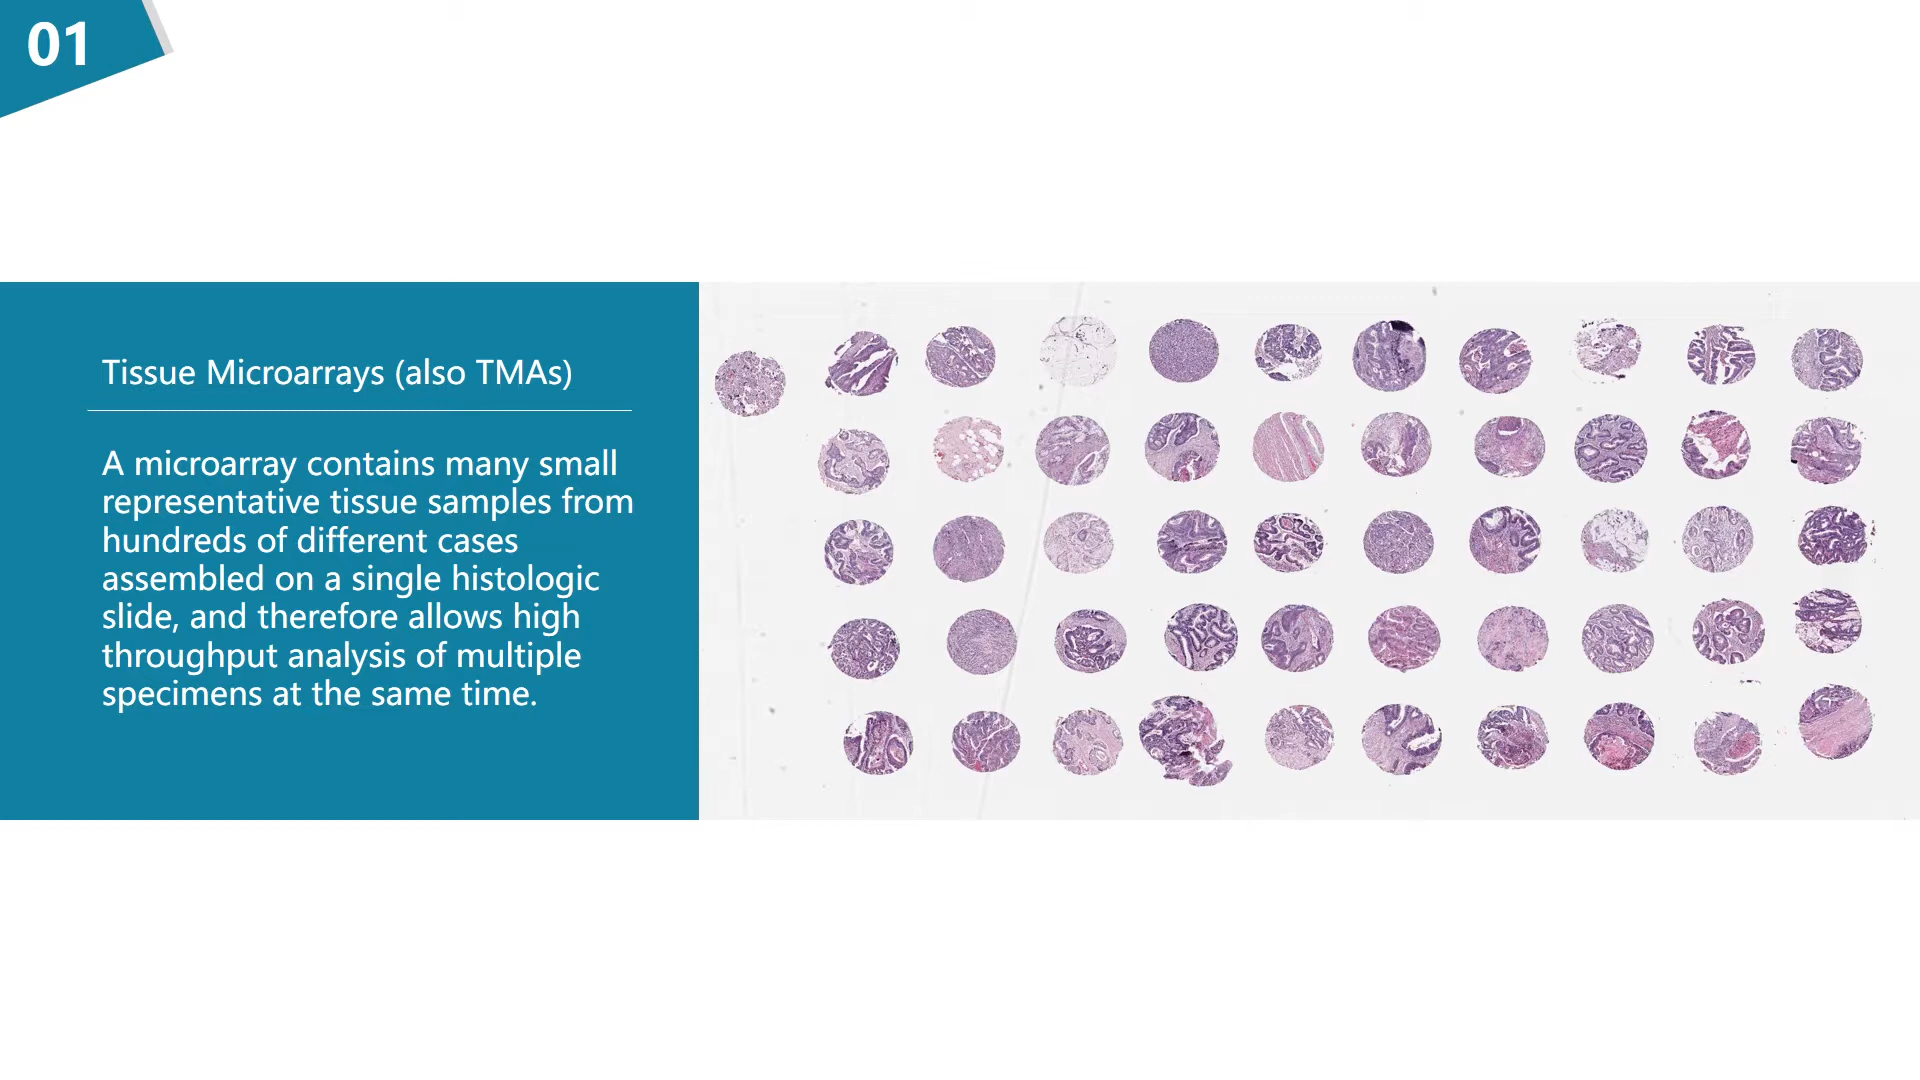 01
Tissue Microarrays (also TMAs)
A microarray contains many small
representative tissue samples from
hundreds of different cases
assembled on a single histologic
slide, and therefore allows high
throughput analysis of multiple
specimens at the same time.